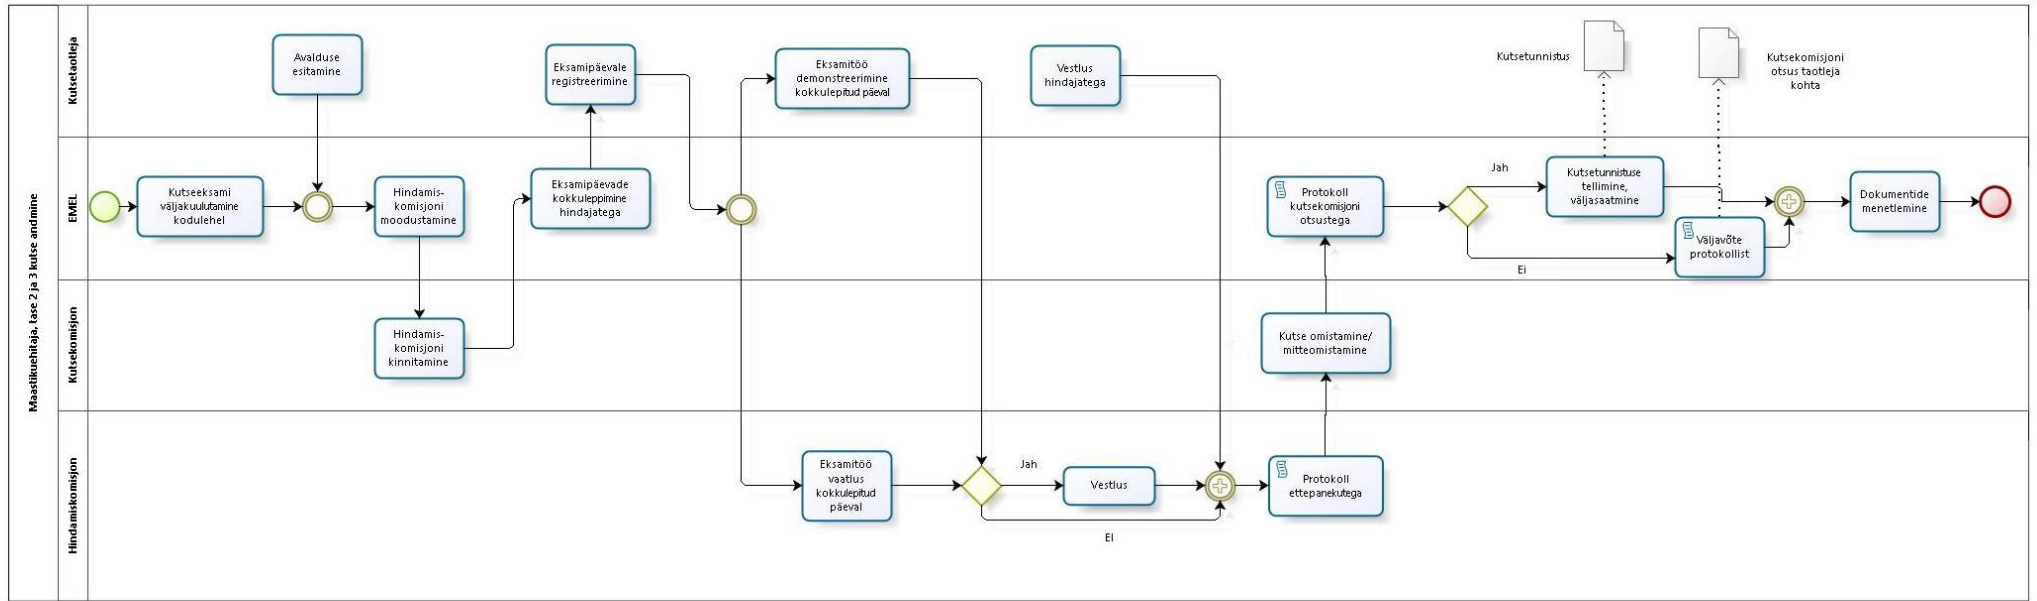 Maastikuehitaja, tase 2 ja 3 kutse andmine
Kutsetaotleja
Avalduse
esitamine
Eksamipäevale
registreerimine
Eksamitöö
demonstreerimine
kokkulepitud päeval
Vestlus
hindajatega
Kutsetunnistus
Kutsekomisjoni
otsus taotleja
kohta
EMEL
Kutseeksami
väljakuulutamine
kodulehel
Hindamis-
komisjoni
moodustamine
Eksamipäevade
kokkuleppimine
hindajatega
Protokoll
kutsekomisjoni
otsustega
Jah
Ei
Kutsetunnistuse
tellimine,
väljasaatmine
Väljavõte
protokollist
Dokumentide
menetlemine
Kutsekomisjon
Hindamis-
komisjoni
kinnitamine
Kutse omistamine/
mitteomistamine
Hindamiskomisjon
Eksamitöö
vaatlus
kokkulepitud
päeval
Jah
EI
Vestlus
Protokoll
ettepanekutega